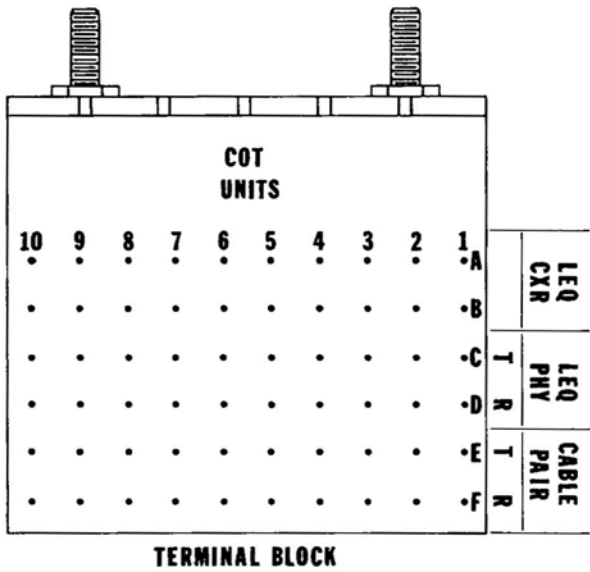 COT
UNITS
10 9 8 7 6 5 4 3 2 1
A
B
C
D
E
F
LEQ
CXR
T R
LEQ
PHY
T R
CABLE
PAIR
TERMINAL BLOCK